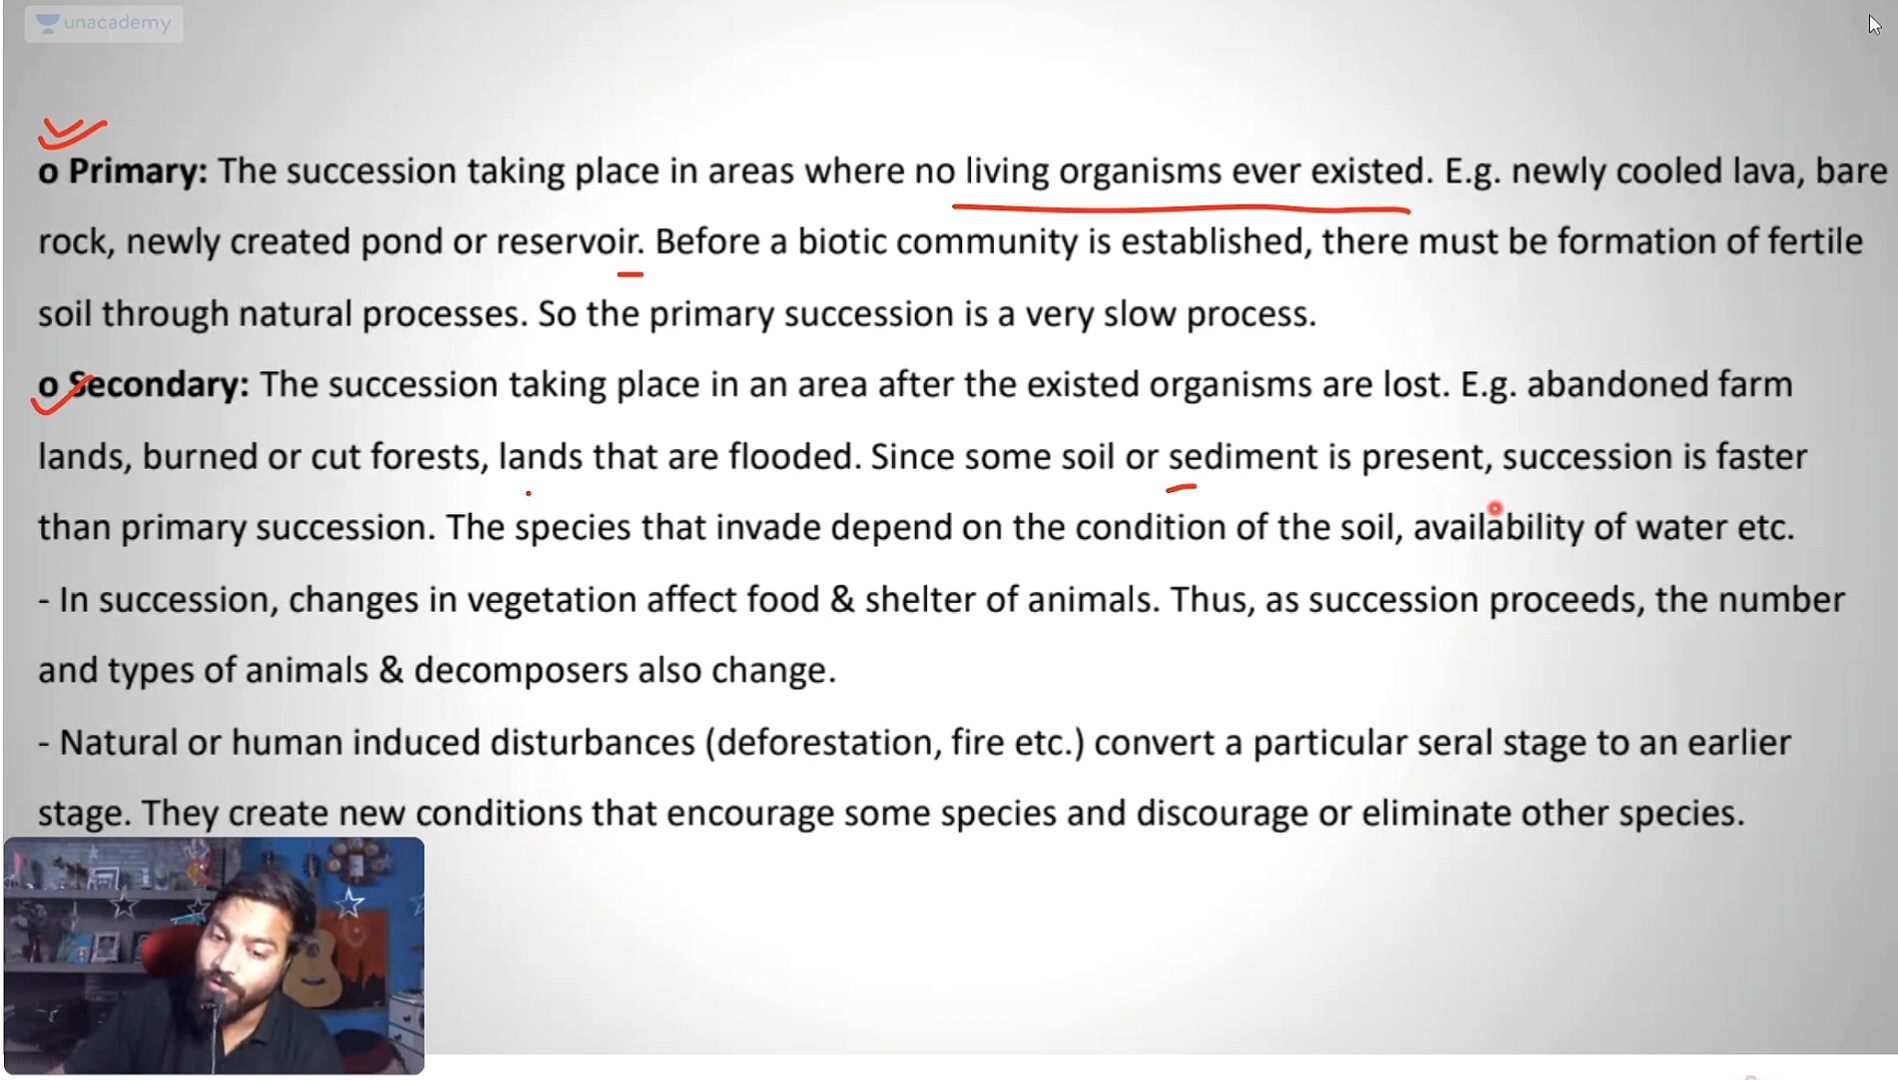 unacademy
o Primary: The succession taking place in areas where no living organisms ever existed. E.g. newly cooled lava, bare
rock, newly created pond or reservoir. Before a biotic community is established, there must be formation of fertile
soil through natural processes. So the primary succession is a very slow process.
o Secondary: The succession taking place in an area after the existed organisms are lost. E.g. abandoned farm
lands, burned or cut forests, lands that are flooded. Since some soil or sediment is present, succession is faster
than primary succession. The species that invade depend on the condition of the soil, availability of water etc.
- In succession, changes in vegetation affect food & shelter of animals. Thus, as succession proceeds, the number
and types of animals & decomposers also change.
- Natural or human induced disturbances (deforestation, fire etc.) convert a particular seral stage to an earlier
stage. They create new conditions that encourage some species and discourage or eliminate other species.